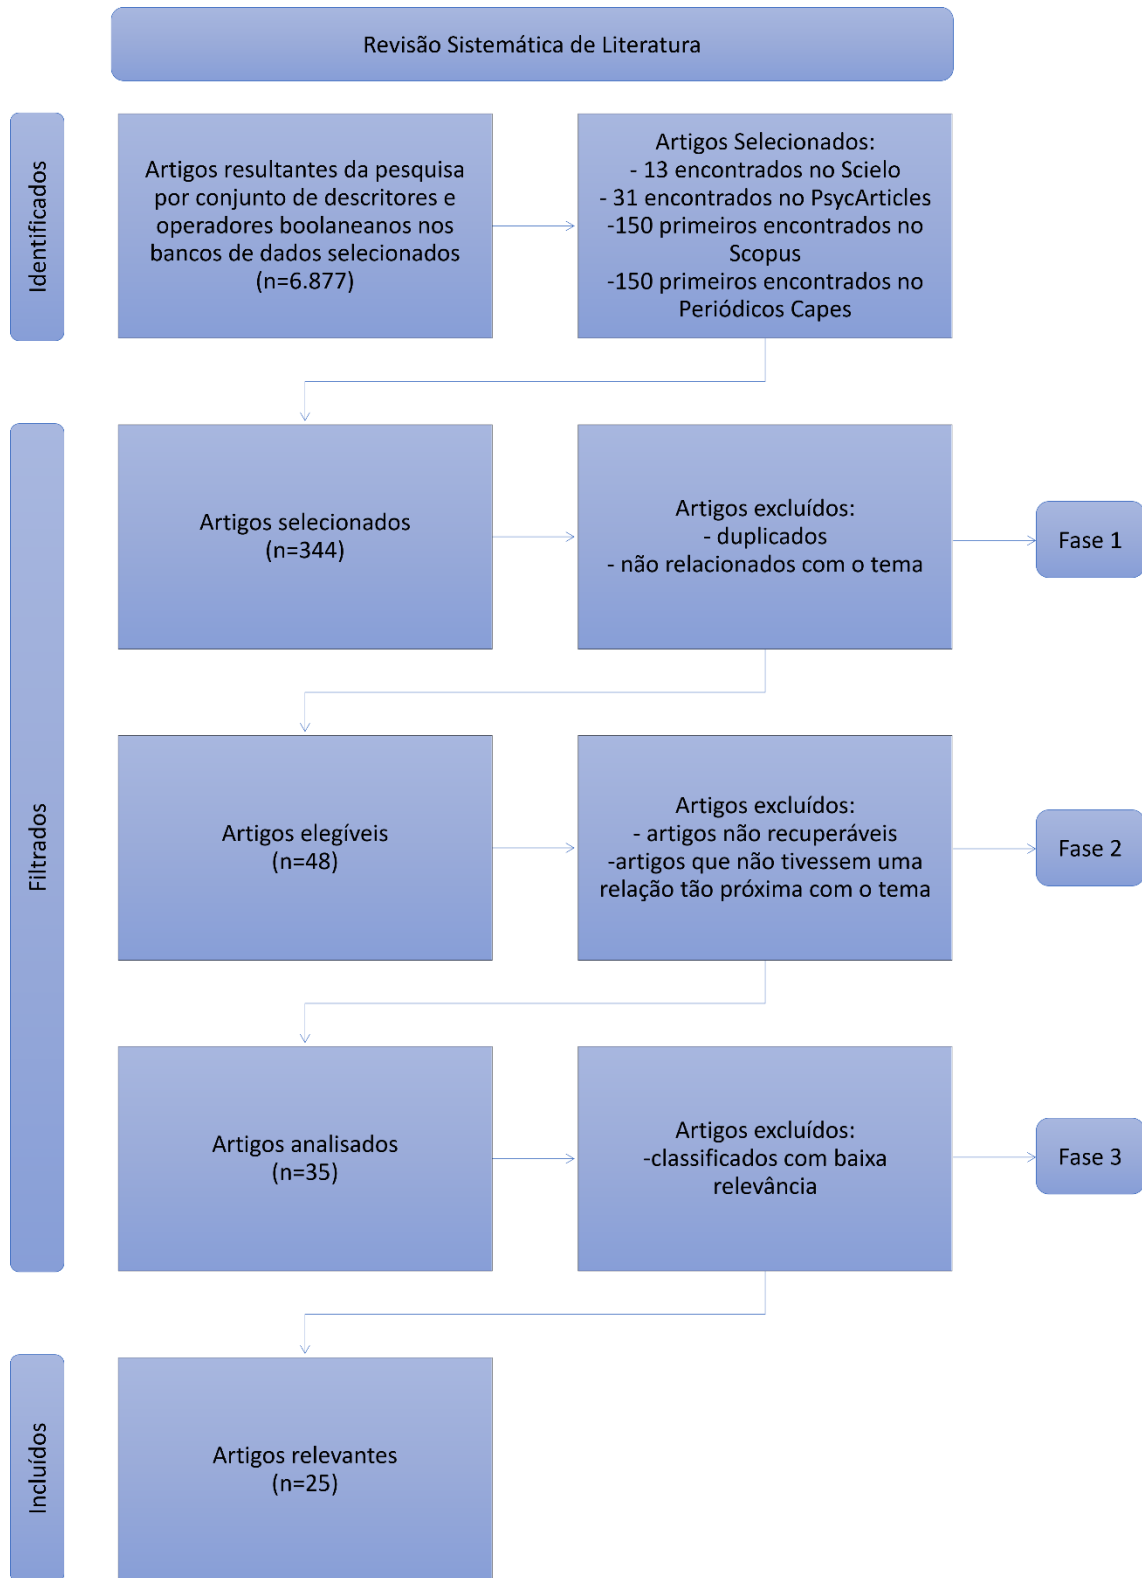 Revisão Sistemática de Literatura
Identificados
Artigos resultantes da pesquisa
por conjunto de descritores e
operadores boolaneanos nos
bancos de dados selecionados
(n=6.877)
Artigos Selecionados:
- 13 encontrados no Scielo
- 31 encontrados no PsycArticles
-150 primeiros encontrados no
Scopus
-150 primeiros encontrados no
Periódicos Capes
Filtrados
Artigos selecionados
(n=344)
Artigos excluídos:
- duplicados
- não relacionados com o tema
Fase 1
Artigos elegíveis
(n=48)
Artigos excluídos:
- artigos não recuperáveis
-artigos que não tivessem uma
relação tão próxima com o tema
Fase 2
Artigos analisados
(n=35)
Artigos excluídos:
-classificados com baixa
relevância
Fase 3
Incluídos
Artigos relevantes
(n=25)